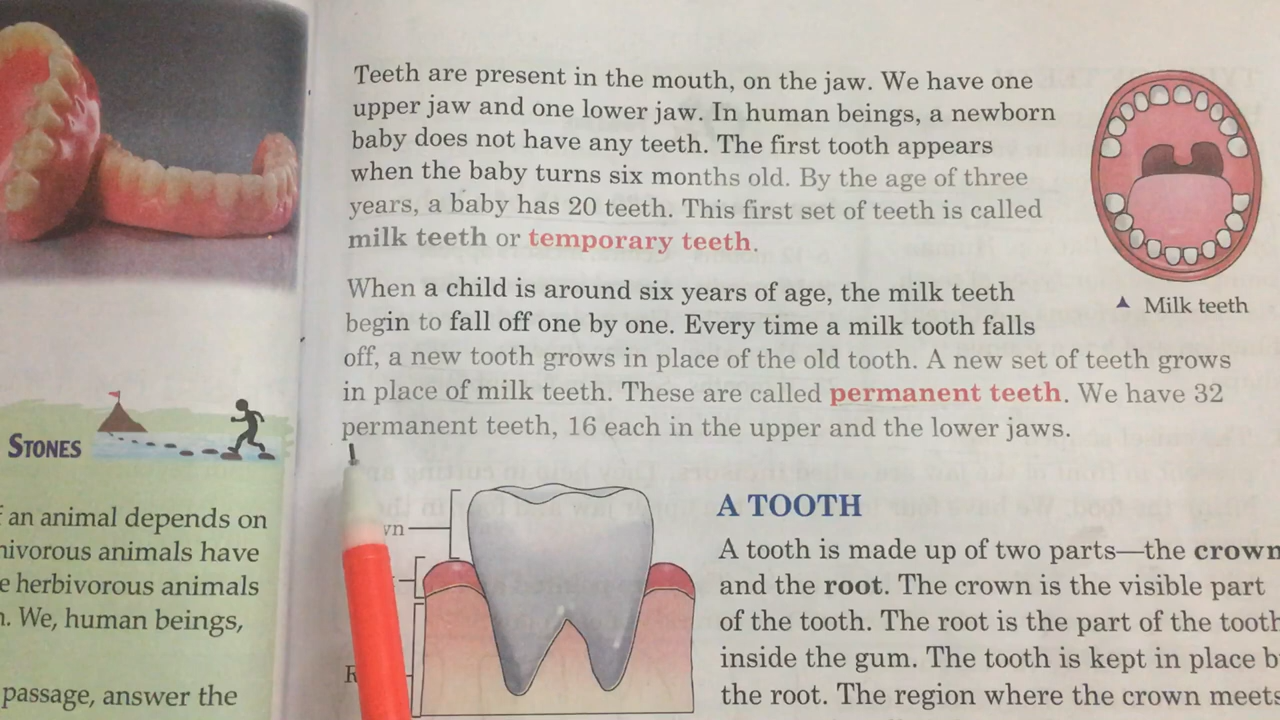 Teeth are present in the mouth, on the jaw. We have one
upper jaw and one lower jaw. In human beings, a newborn
baby does not have any teeth. The first tooth appears
when the baby turns six months old. By the age of three
years, a baby has 20 teeth. This first set of teeth is called
milk teeth or temporary teeth.
When a child is around six years of age, the milk teeth
begin to fall off one by one. Every time a milk tooth falls
off, a new tooth grows in place of the old tooth. A new set of teeth grows
in place of milk teeth. These are called permanent teeth. We have 32
permanent teeth, 16 each in the upper and the lower jaws.
Milk teeth
STONES
an animal depends on
animals have
herbivorous animals
We, human beings,
passage, answer the
A TOOTH
A tooth is made up of two parts—the crown
and the root. The crown is the visible part
of the tooth. The root is the part of the tooth
inside the gum. The tooth is kept in place
the root. The region where the crown meets